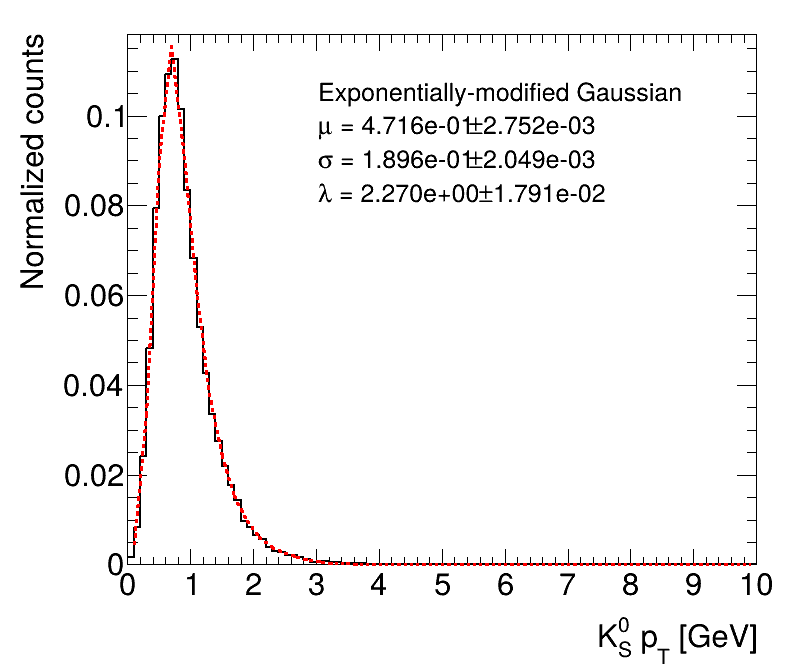 Normalized counts
0.1
0.08
0.06
0.04
0.02
0
Exponentially-modified Gaussian
μ = 4.716e-01±2.752e-03
σ = 1.896e-01±2.049e-03
λ = 2.270e+00±1.791e-02
0 1 2 3 4 5 6 7 8 9 10
K⁰_S p_T [GeV]